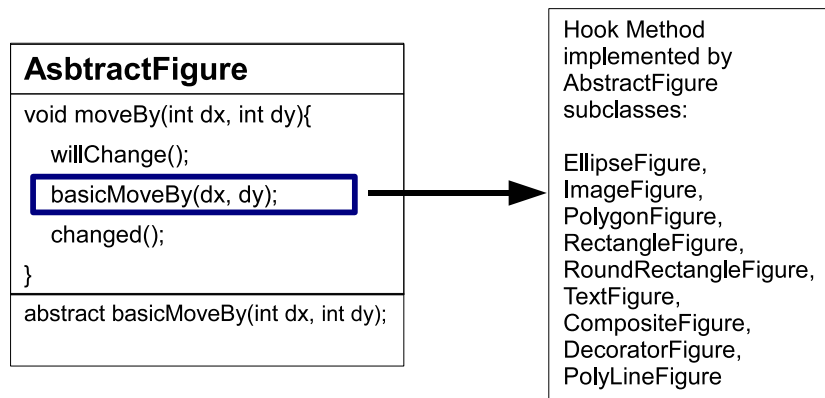 AsbtractFigure
void moveBy(int dx, int dy){
willChange();
basicMoveBy(dx, dy);
changed();
}
abstract basicMoveBy(int dx, int dy);
Hook Method
implemented by
AbstractFigure
subclasses:
EllipseFigure,
ImageFigure,
PolygonFigure,
RectangleFigure,
RoundRectangleFigure,
TextFigure,
CompositeFigure,
DecoratorFigure,
PolyLineFigure